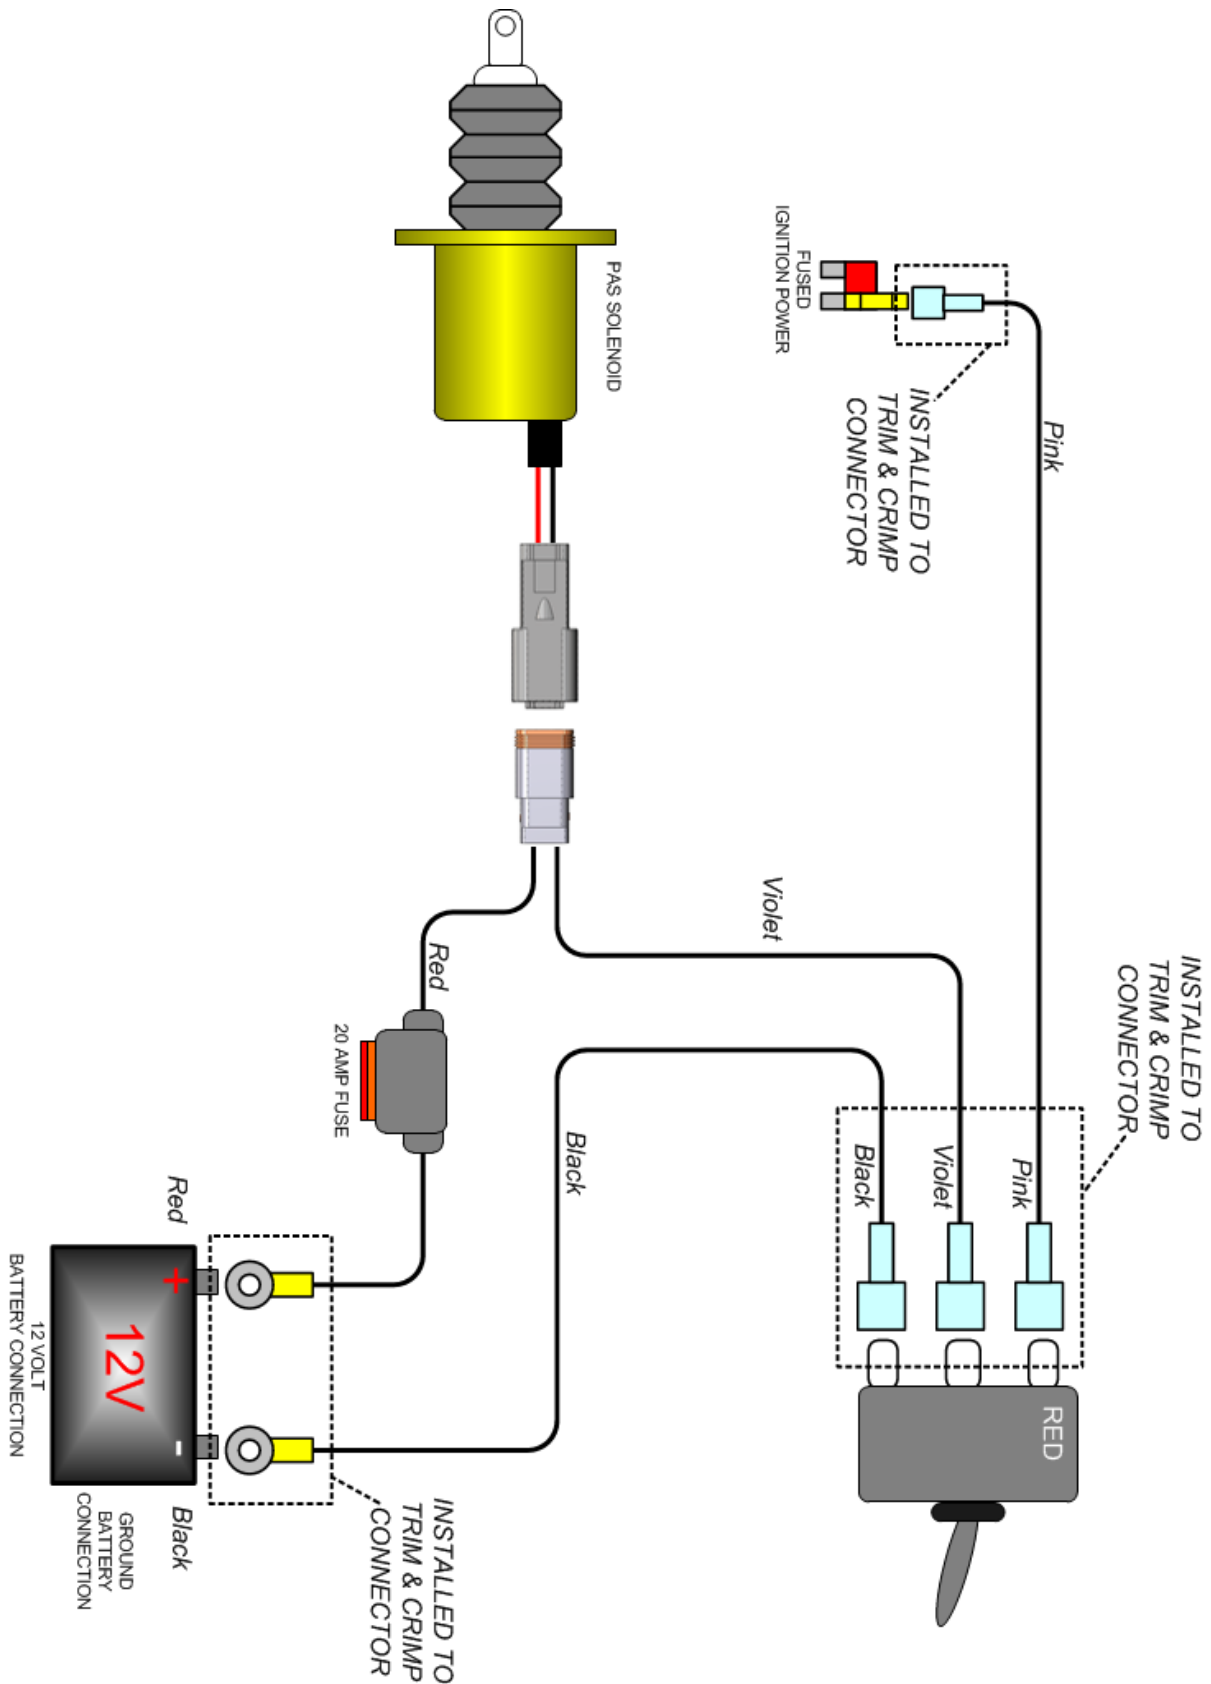 FUSED
IGNITION POWER
INSTALLED TO
TRIM & CRIMP
CONNECTOR
Pink
PAS SOLENOID
Violet
INSTALLED TO
TRIM & CRIMP
CONNECTOR
Red
20 AMP FUSE
Black
Pink
Violet
Black
RED
Red
+
12V
-
12 VOLT
BATTERY CONNECTION
Black
GROUND
BATTERY
CONNECTION
INSTALLED TO
TRIM & CRIMP
CONNECTOR